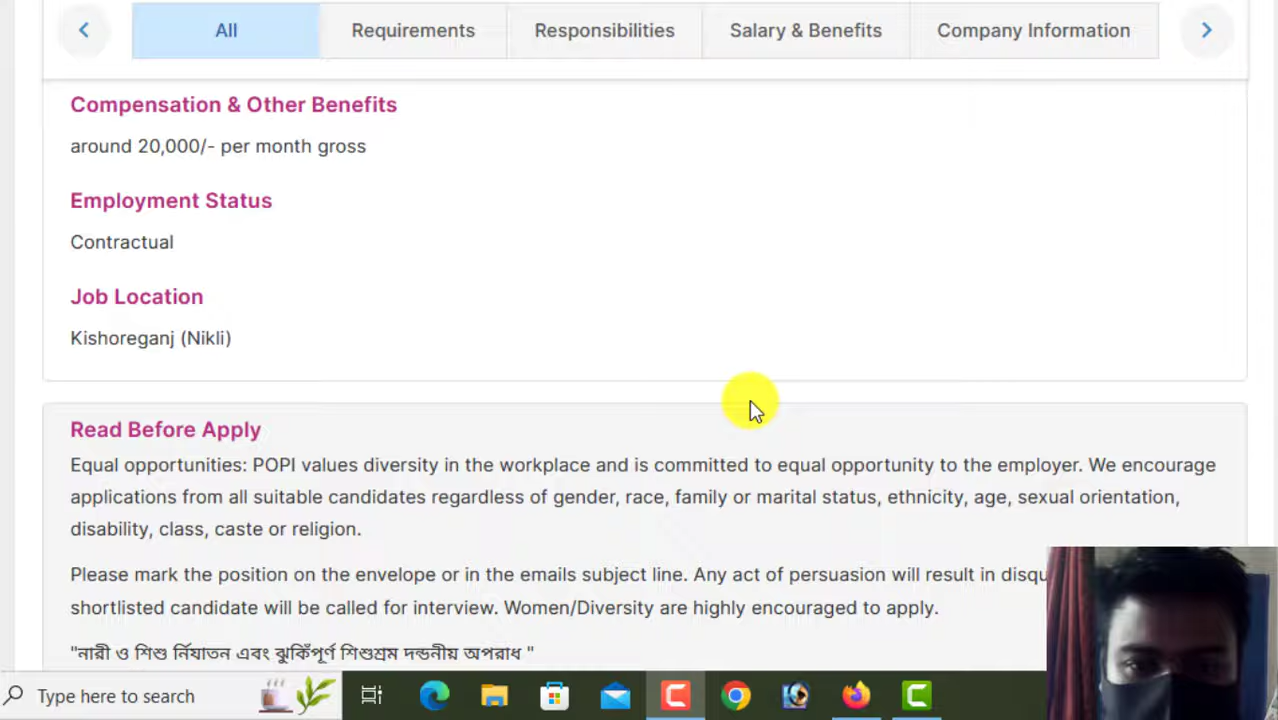 All
Requirements
Responsibilities
Salary & Benefits
Company Information
Compensation & Other Benefits
around 20,000/- per month gross
Employment Status
Contractual
Job Location
Kishoreganj (Nikli)
Read Before Apply
Equal opportunities: POPI values diversity in the workplace and is committed to equal opportunity to the employer. We encourage
applications from all suitable candidates regardless of gender, race, family or marital status, ethnicity, age, sexual orientation,
disability, class, caste or religion.
Please mark the position on the envelope or in the emails subject line. Any act of persuasion will result in
shortlisted candidate will be called for interview. Women/Diversity are highly encouraged to apply.
"নারী ও শিশু র্নিযাতন এবং ঝুকিঁপূর্ণ শিশুশ্রম দন্ডনীয় অপরাধ "
Type here to search